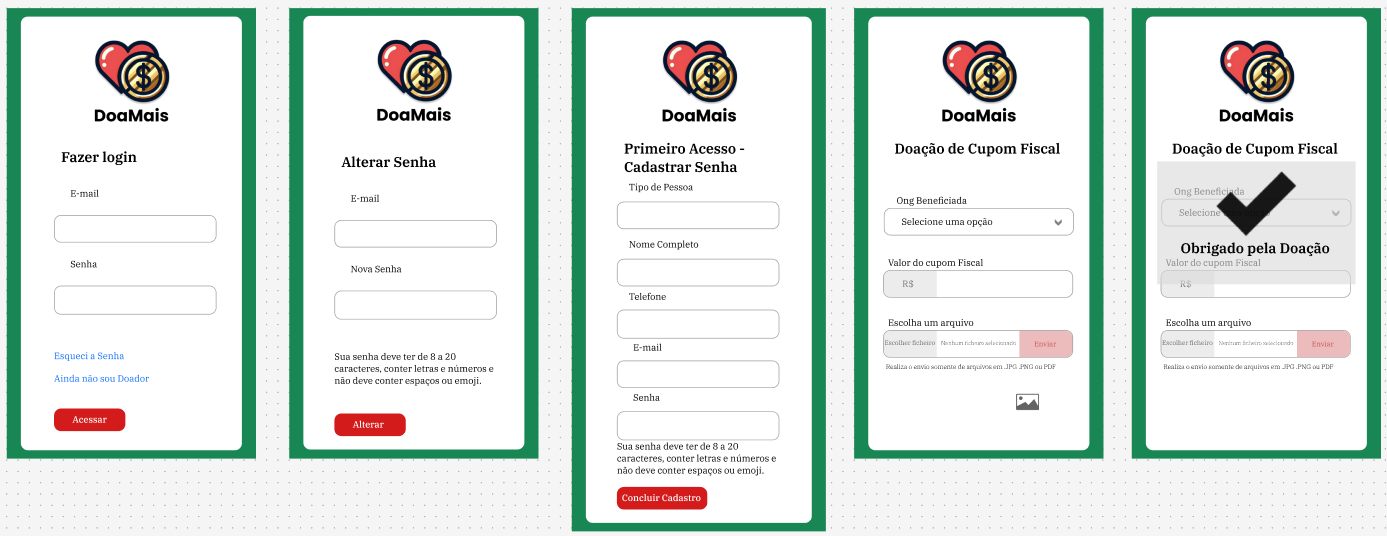 $
DoaMais
Fazer login
E-mail
Senha
Esqueci a Senha
Ainda não sou Doador
Acessar
$
DoaMais
Alterar Senha
E-mail
Nova Senha
Sua senha deve ter de 8 a 20
caracteres, conter letras e números e
não deve conter espaços ou emoji.
Alterar
$
DoaMais
Primeiro Acesso -
Cadastrar Senha
Tipo de Pessoa
Nome Completo
Telefone
E-mail
Senha
Sua senha deve ter de 8 a 20
caracteres, conter letras e números e
não deve conter espaços ou emoji.
Concluir Cadastro
$
DoaMais
Doação de Cupom Fiscal
Ong Beneficiada
Selecione uma opção
Valor do cupom Fiscal
R$
Escolha um arquivo
Escolher ficheiro Nenhum ficheiro selecionado Enviar
Realiza o envio somente de arquivos em .JPG .PNG ou PDF
$
DoaMais
Doação de Cupom Fiscal
Ong Beneficiada
Selecione
Obrigado pela Doação
Valor do cupom Fiscal
R$
Escolha um arquivo
Escolher ficheiro Nenhum ficheiro selecionado Enviar
Realiza o envio somente de arquivos em .JPG .PNG ou PDF